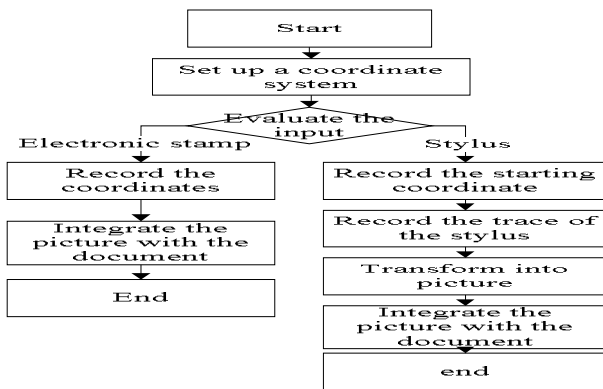 Start
Set up a coordinate
system
Evaluate the
input
Electronic stamp
Stylus
Record the
coordinates
Integrate the
picture with the
document
End
Record the starting
coordinate
Record the trace of
the stylus
Transform into
picture
Integrate the
picture with the
document
end